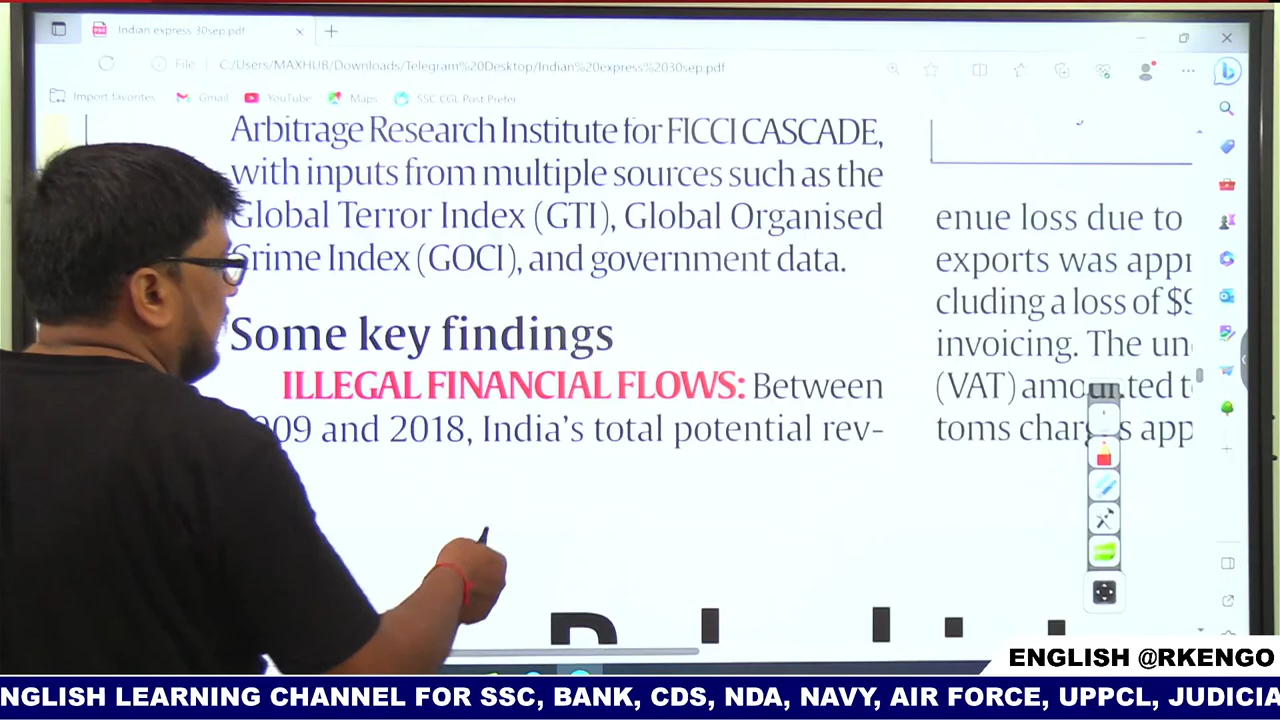 Indian express 30sep.pdf
File
C:/Users/MAXHUB/Downloads/Telegram%20Desktop/Indian%20express%2030sep.pdf
Import favorites
Gmail
YouTube
Maps
SSC CGL Post Prefer
Arbitrage Research Institute for FICCI CASCADE,
with inputs from multiple sources such as the
Global Terror Index (GTI), Global Organised
Crime Index (GOCI), and government data.
Some key findings
ILLEGAL FINANCIAL FLOWS: Between
2009 and 2018, India's total potential rev-
enue loss due to
exports was appr
cluding a loss of $9
invoicing. The un
(VAT) amounted t
toms charges app
ENGLISH @RKENGO
NGLISH LEARNING CHANNEL FOR SSC, BANK, CDS, NDA, NAVY, AIR FORCE, UPPCL, JUDICIA